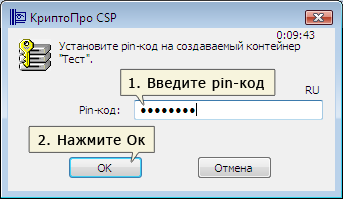 КриптоПро CSP
0:09:43
Установите pin-код на создаваемый контейнер
"Тест".
1. Введите pin-код
RU
Pin-код: ••••••••
2. Нажмите Ок
ОК
Отмена